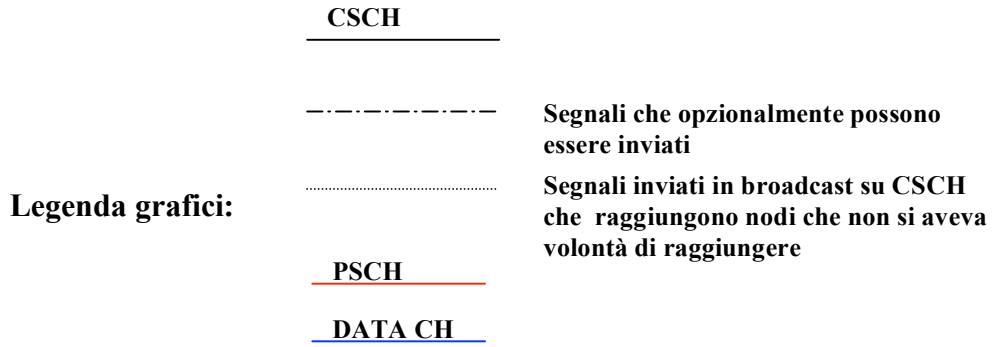 CSCH
Segnali che opzionalmente possono
essere inviati
Legenda grafici:
Segnali inviati in broadcast su CSCH
che raggiungono nodi che non si aveva
volontà di raggiungere
PSCH
DATA CH